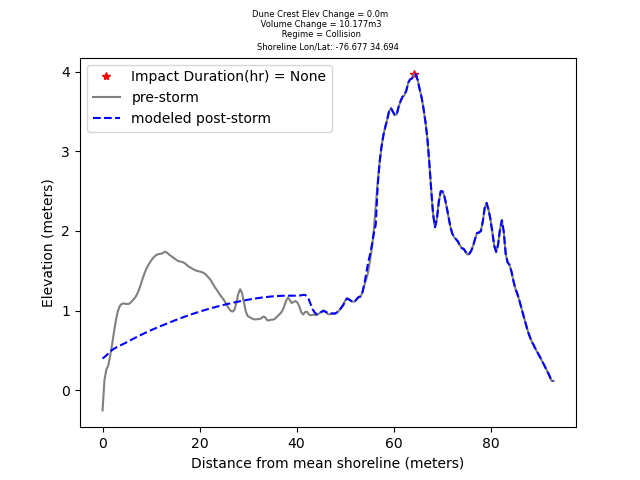 Dune Crest Elev Change = 0.0m
Volume Change = 10.177m3
Regime = Collision
Shoreline Lon/Lat: -76.677 34.694
Impact Duration(hr) = None
pre-storm
modeled post-storm
Elevation (meters)
4
3
2
1
0
0 20 40 60 80
Distance from mean shoreline (meters)